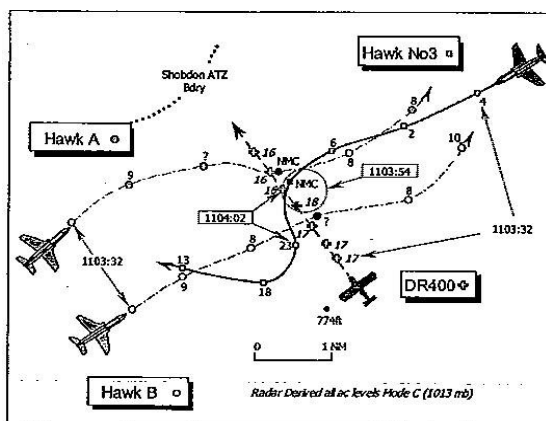 Hawk No3
Shobdon ATZ
Bdry
Hawk A
8
4
2
10
6
8
16
NMC
7
9
16
NMC
1103:54
16
18
8
1104:02
7
17
8
1103:32
23
17
17
13
1103:32
9
18
DR400
774ft
0 1 NM
Hawk B
Radar Derived all ac levels Mode C (1013 mb)